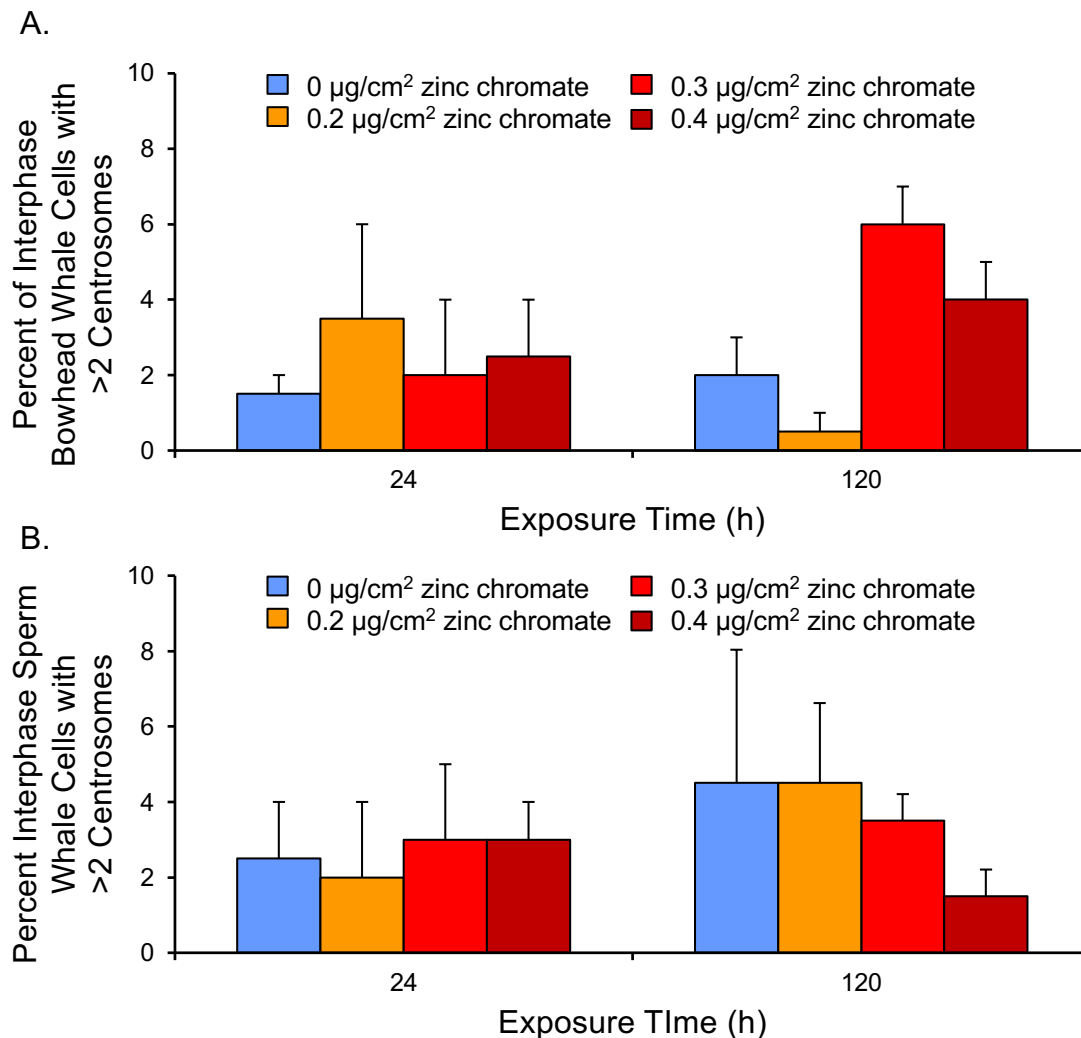 A.
Percent of Interphase
Bowhead Whale Cells with
>2 Centrosomes
10
8
6
4
2
0
0 µg/cm² zinc chromate
0.3 µg/cm² zinc chromate
0.2 µg/cm² zinc chromate
0.4 µg/cm² zinc chromate
24
120
Exposure Time (h)
B.
Percent Interphase Sperm
Whale Cells with
>2 Centrosomes
10
8
6
4
2
0
0 µg/cm² zinc chromate
0.3 µg/cm² zinc chromate
0.2 µg/cm² zinc chromate
0.4 µg/cm² zinc chromate
24
120
Exposure TIme (h)